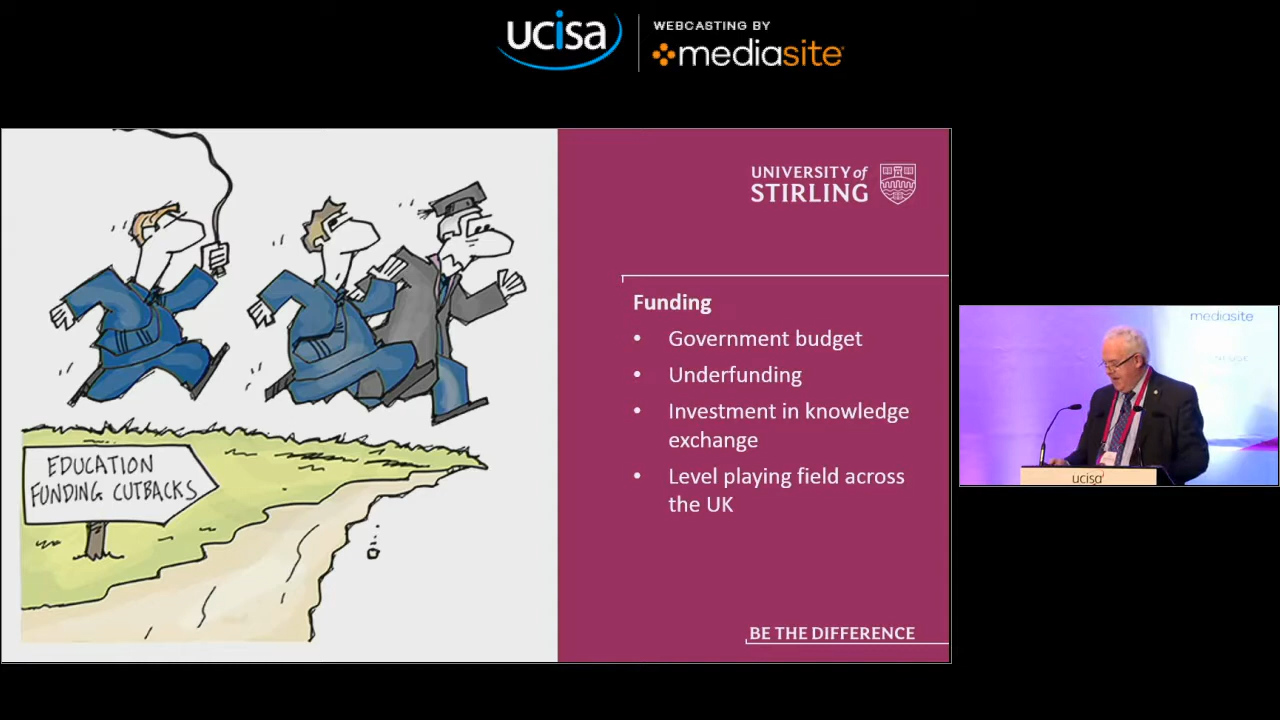 ucisa
WEBCASTING BY
mediasite
UNIVERSITY of
STIRLING
Funding
• Government budget
• Underfunding
• Investment in knowledge
exchange
• Level playing field across
the UK
BE THE DIFFERENCE
EDUCATION
FUNDING CUTBACKS
mediasite
ucisa